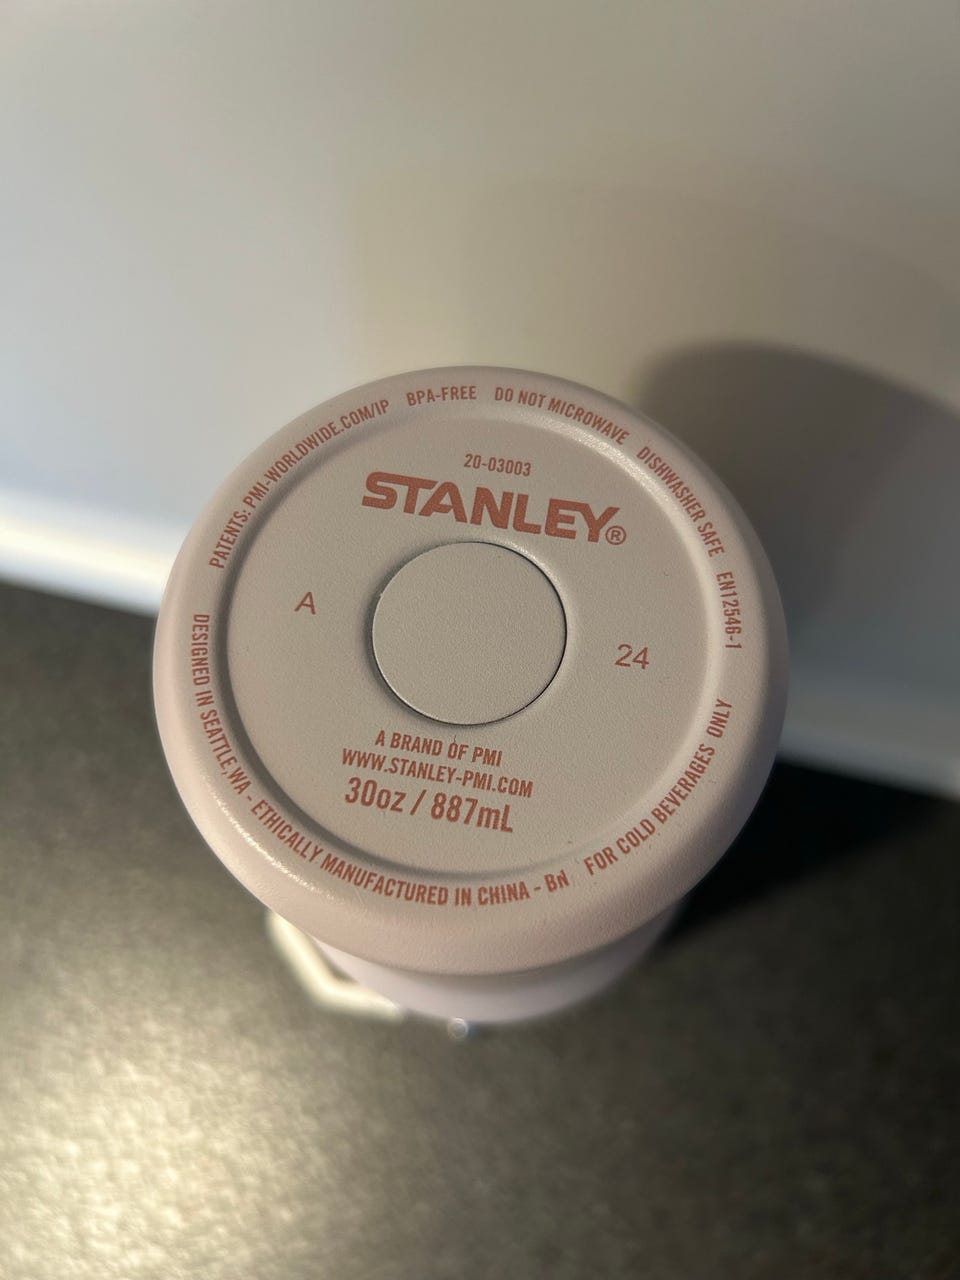 PATENTS: PMI-WORLDWIDE.COM/IP BPA-FREE DO NOT MICROWAVE DISHWASHER SAFE EN12546-1
20-03003
STANLEY®
A
24
A BRAND OF PMI
WWW.STANLEY-PMI.COM
30oz / 887mL
DESIGNED IN SEATTLE,WA - ETHICALLY MANUFACTURED IN CHINA - BN FOR COLD BEVERAGES ONLY